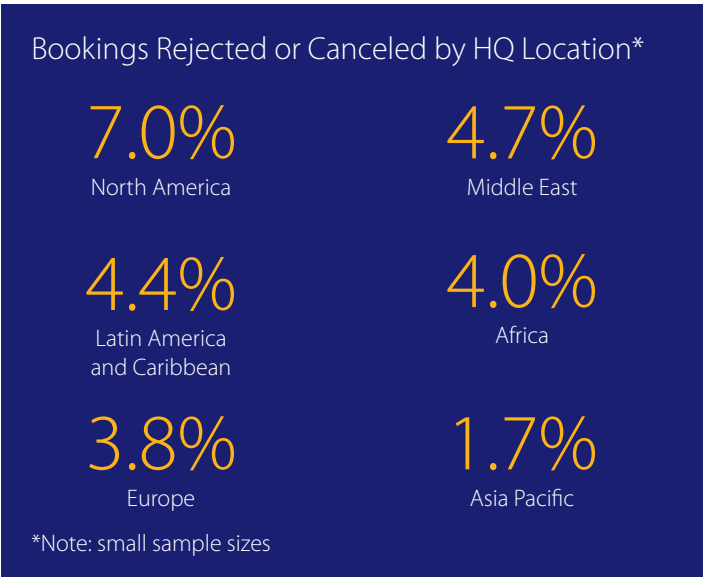 Bookings Rejected or Canceled by HQ Location*
7.0%
North America
4.7%
Middle East
4.4%
Latin America
and Caribbean
4.0%
Africa
3.8%
Europe
1.7%
Asia Pacific
*Note: small sample sizes